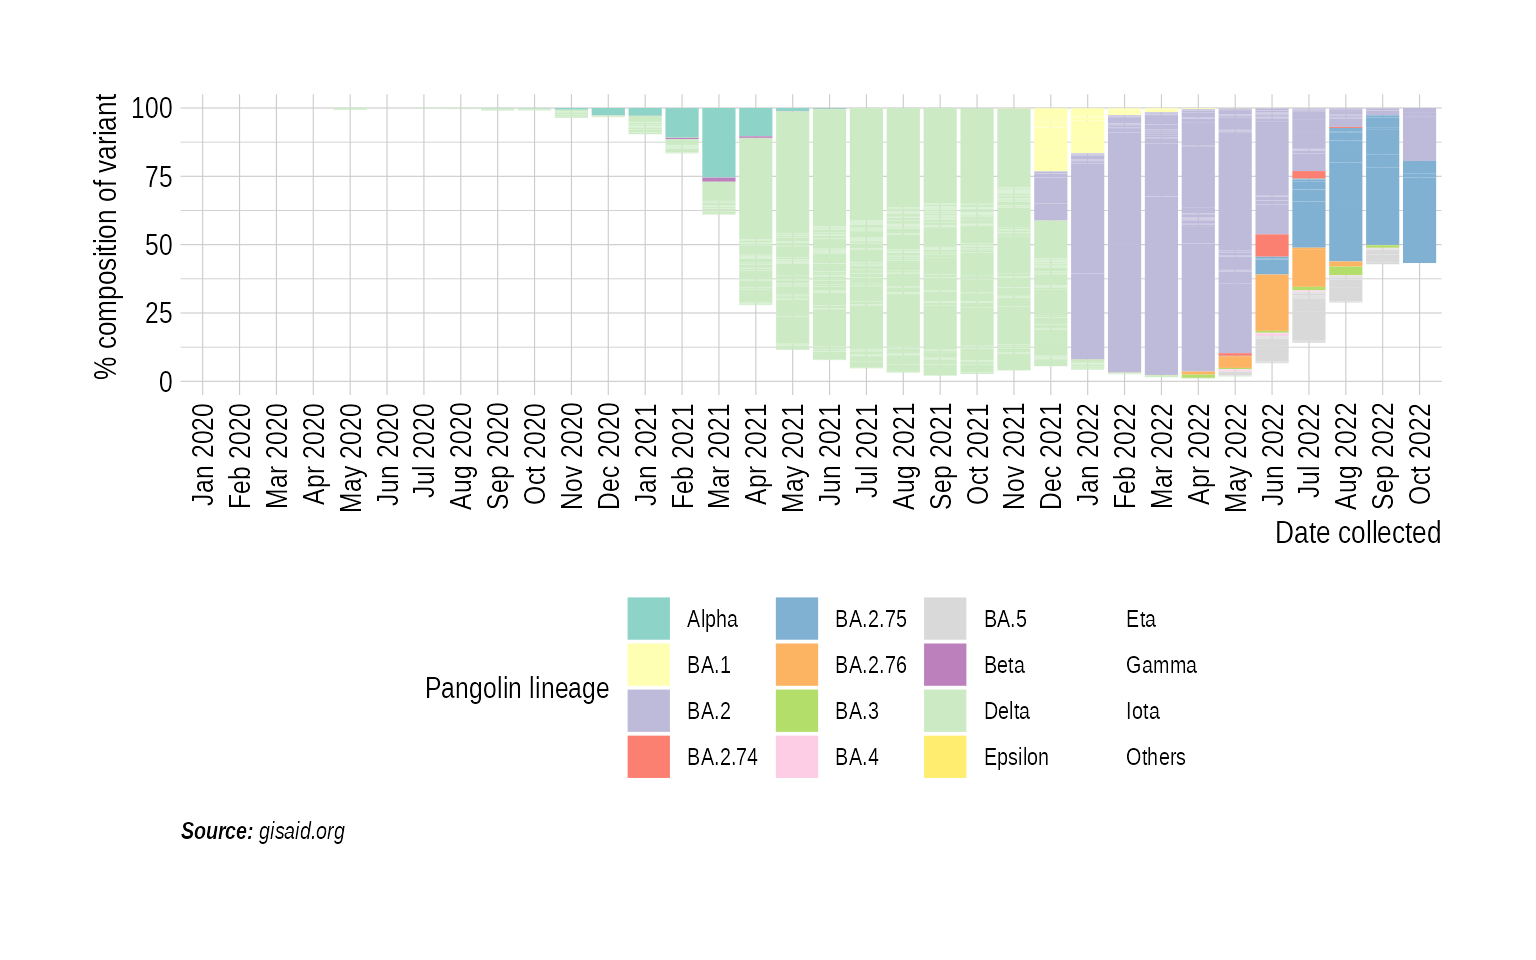 % composition of variant
100
75
50
25
0
Jan 2020
Feb 2020
Mar 2020
Apr 2020
May 2020
Jun 2020
Jul 2020
Aug 2020
Sep 2020
Oct 2020
Nov 2020
Dec 2020
Jan 2021
Feb 2021
Mar 2021
Apr 2021
May 2021
Jun 2021
Jul 2021
Aug 2021
Sep 2021
Oct 2021
Nov 2021
Dec 2021
Jan 2022
Feb 2022
Mar 2022
Apr 2022
May 2022
Jun 2022
Jul 2022
Aug 2022
Sep 2022
Oct 2022
Date collected
Pangolin lineage
Alpha
BA.1
BA.2
BA.2.74
BA.2.75
BA.2.76
BA.3
BA.4
BA.5
Beta
Delta
Epsilon
Eta
Gamma
Iota
Others
Source: gisaid.org